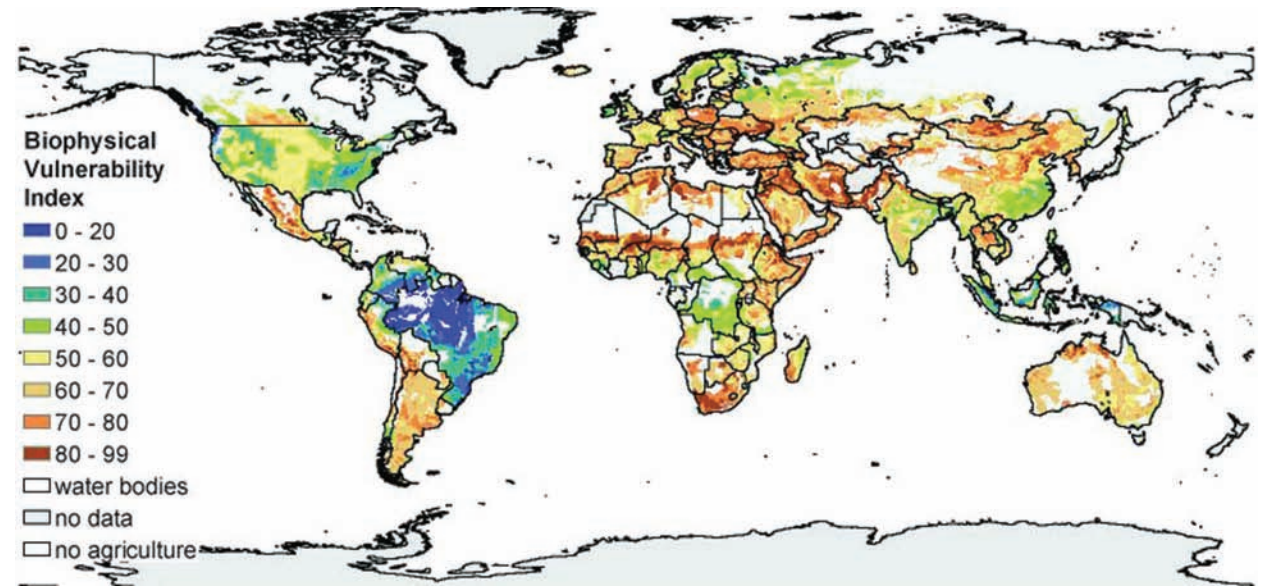 Biophysical
Vulnerability
Index
0 - 20
20 - 30
30 - 40
40 - 50
50 - 60
60 - 70
70 - 80
80 - 99
water bodies
no data
no agriculture